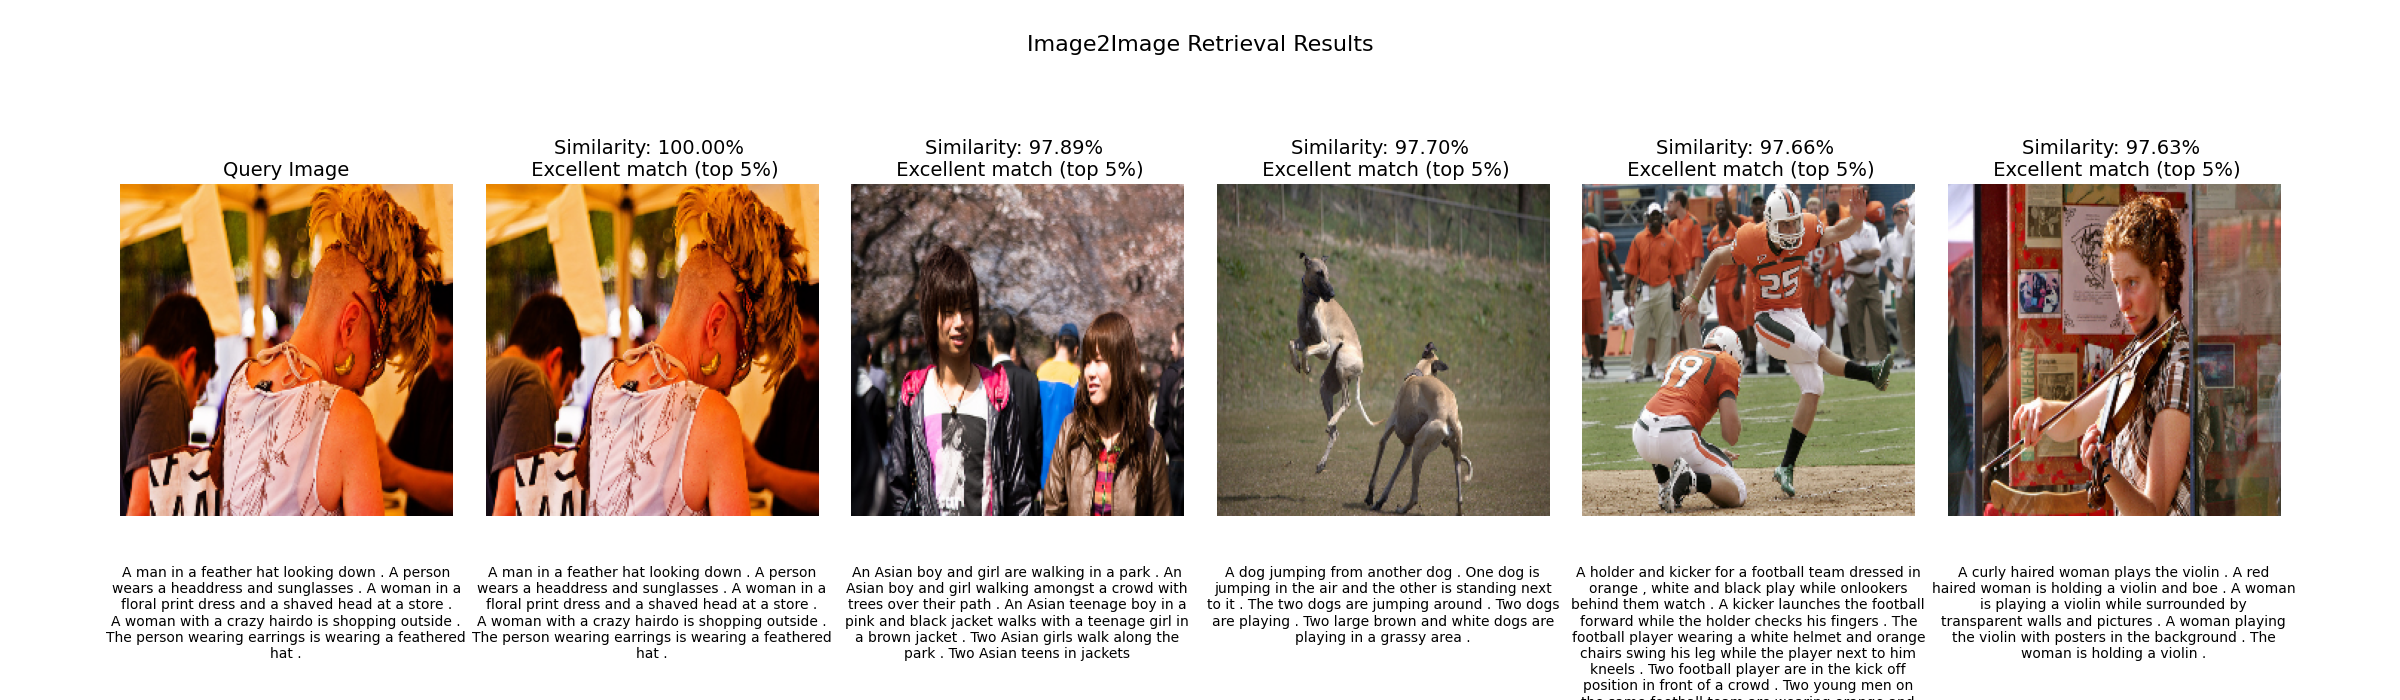 Image2Image Retrieval Results
Query Image
Similarity: 100.00%
Excellent match (top 5%)
Similarity: 97.89%
Excellent match (top 5%)
Similarity: 97.70%
Excellent match (top 5%)
Similarity: 97.66%
Excellent match (top 5%)
Similarity: 97.63%
Excellent match (top 5%)
25
19
A man in a feather hat looking down . A person
wears a headdress and sunglasses . A woman in a
floral print dress and a shaved head at a store .
A woman with a crazy hairdo is shopping outside .
The person wearing earrings is wearing a feathered
hat .
A man in a feather hat looking down . A person
wears a headdress and sunglasses . A woman in a
floral print dress and a shaved head at a store .
A woman with a crazy hairdo is shopping outside .
The person wearing earrings is wearing a feathered
hat .
An Asian boy and girl are walking in a park . An
Asian boy and girl walking amongst a crowd with
trees over their path . An Asian teenage boy in a
pink and black jacket walks with a teenage girl in
a brown jacket . Two Asian girls walk along the
park . Two Asian teens in jackets
A dog jumping from another dog . One dog is
jumping in the air and the other is standing next
to it . The two dogs are jumping around . Two dogs
are playing . Two large brown and white dogs are
playing in a grassy area .
A holder and kicker for a football team dressed in
orange , white and black play while onlookers
behind them watch . A kicker launches the football
forward while the holder checks his fingers . The
football player wearing a white helmet and orange
chairs swing his leg while the player next to him
kneels . Two football player are in the kick off
position in front of a crowd . Two young men on
the same football team are wearing orange and
A curly haired woman plays the violin . A red
haired woman is holding a violin and boe . A woman
is playing a violin while surrounded by
transparent walls and pictures . A woman playing
the violin with posters in the background . The
woman is holding a violin .